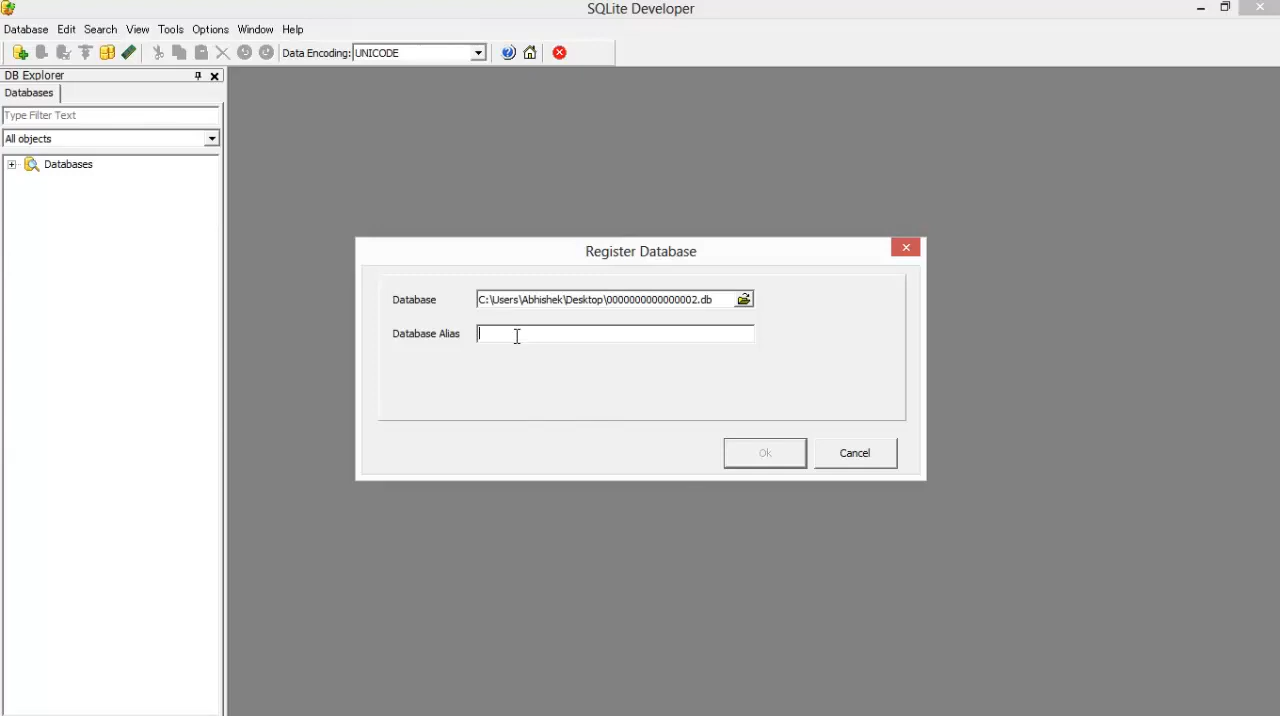 SQLite Developer
Database Edit Search View Tools Options Window Help
Data Encoding: UNICODE
DB Explorer
Databases
Type Filter Text
All objects
Databases
Register Database
Database C:\Users\Abhishek\Desktop\0000000000000002.db
Database Alias
Ok Cancel